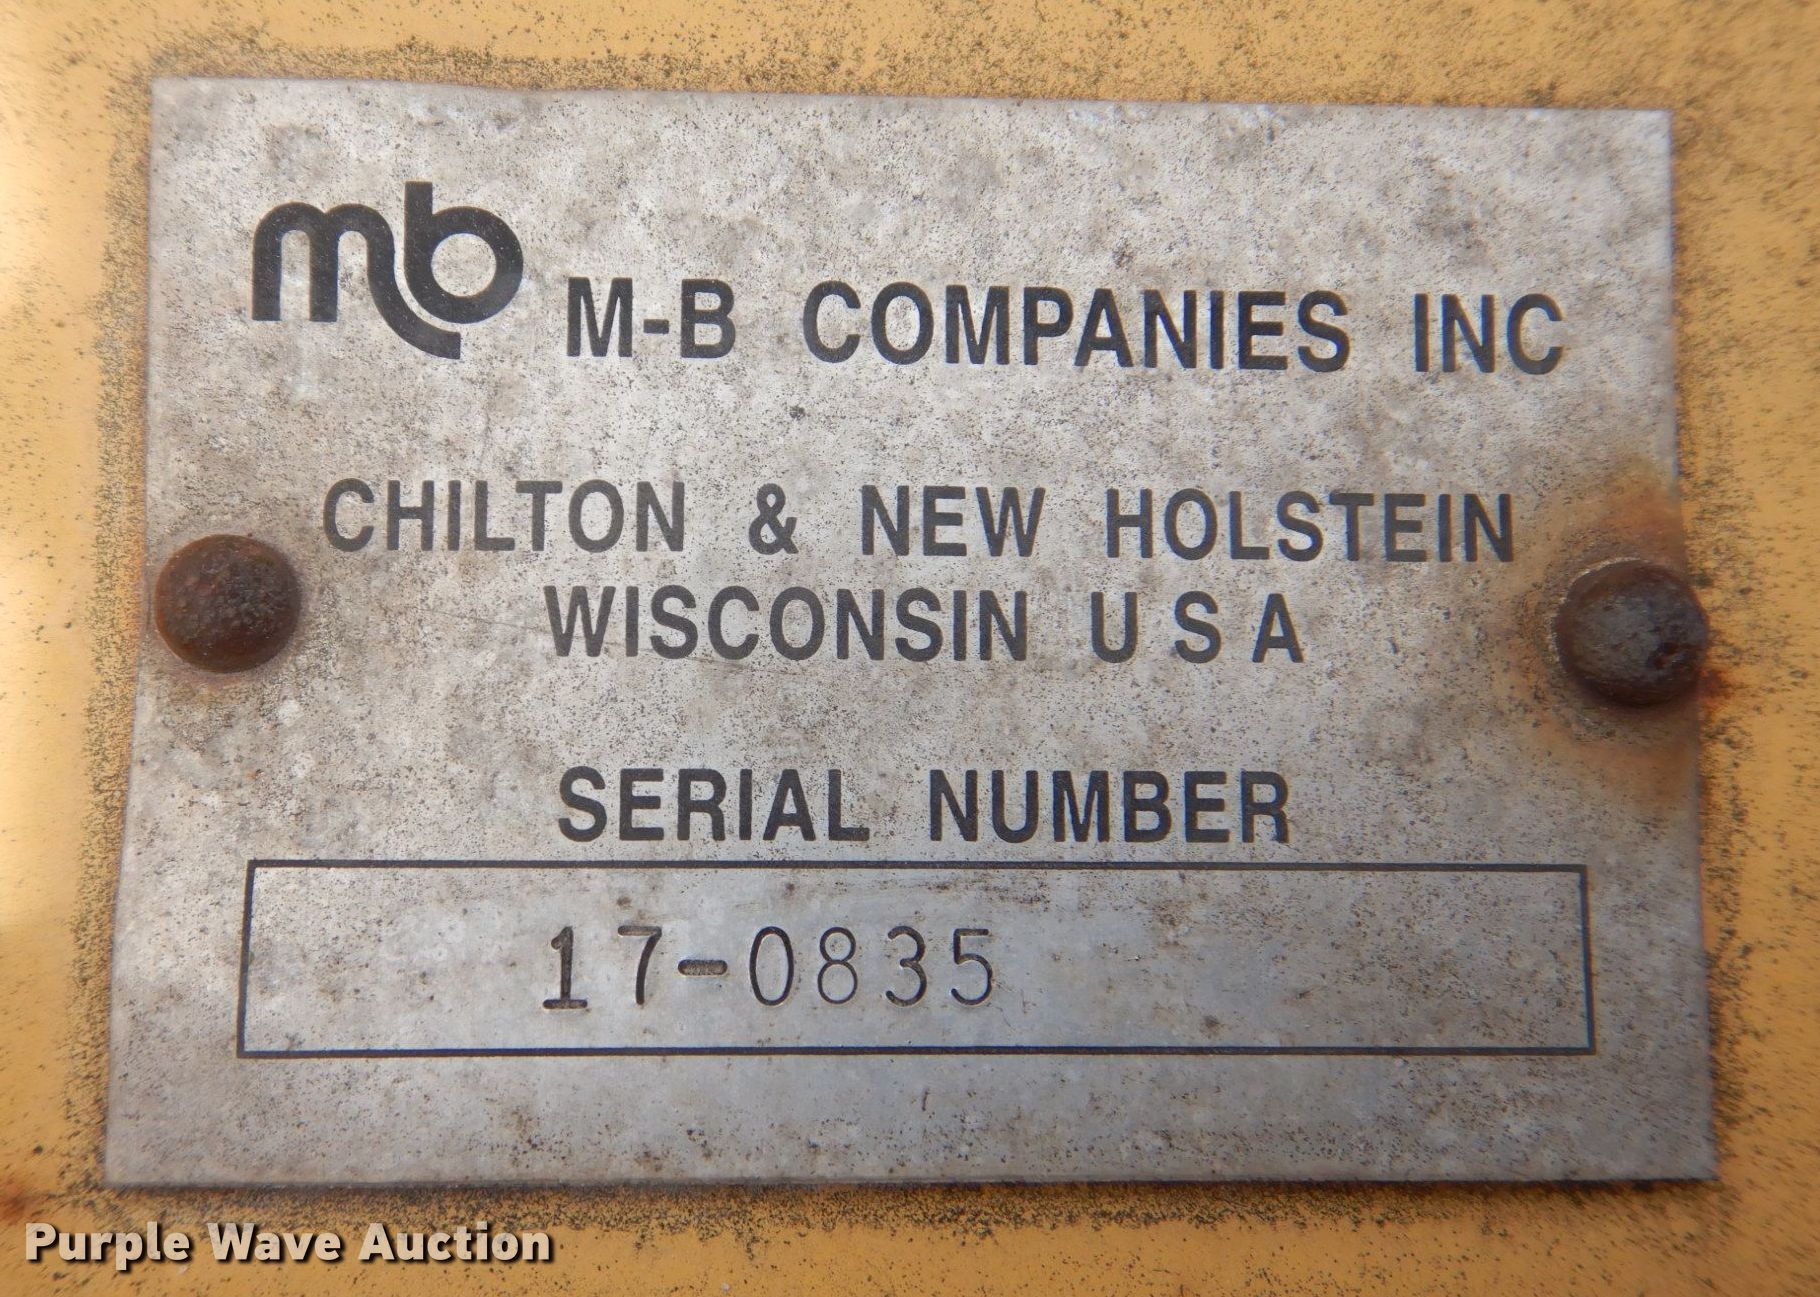 mb M-B COMPANIES INC
CHILTON & NEW HOLSTEIN
WISCONSIN U S A
SERIAL NUMBER
17-0835
Purple Wave Auction